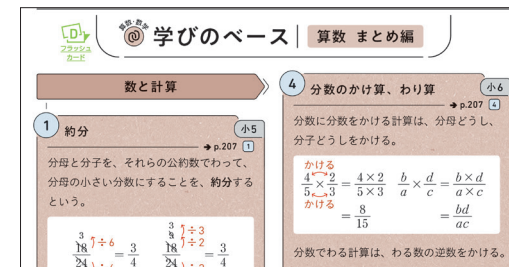 フラッシュ
カード
算数・数学
学びのベース
算数 まとめ編
数と計算
1 約分 小5
➔ p.207 1
分母と分子を、それらの公約数でわって、
分母の小さい分数にすることを、約分する
という。
3
18/24 ÷6 = 3/4
3
9
18/24 ÷3 ÷2 = 3/4
4 分数のかけ算、わり算 小6
➔ p.207 4
分数に分数をかける計算は、分母どうし、
分子どうしをかける。
かける
4/5 × 2/3 = 4×2/5×3 b/a × d/c = b×d/a×c
かける
= 8/15 = bd/ac
分数でわる計算は、わる数の逆数をかける。